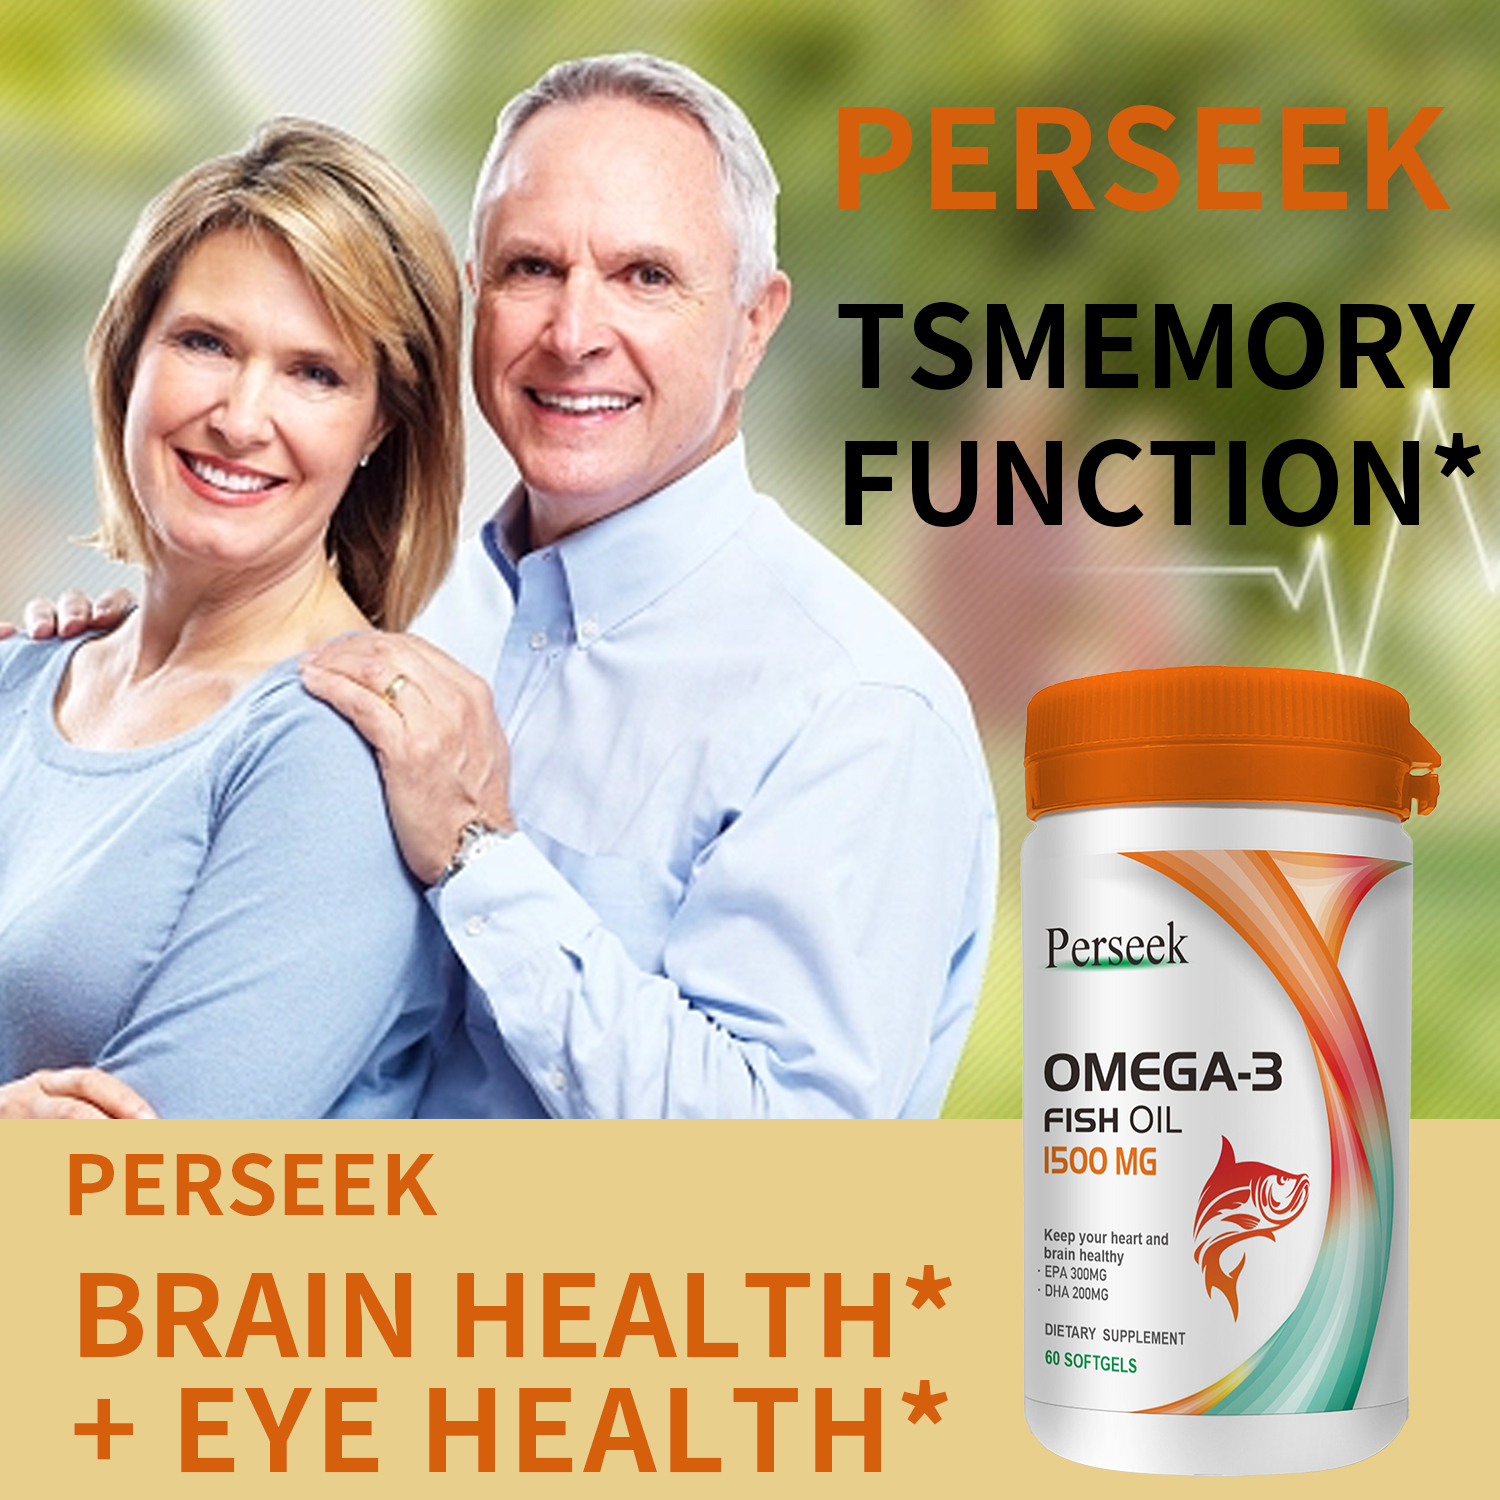 PERSEEK
TSMEMORY
FUNCTION*
Perseek
OMEGA-3
FISH OIL
1500 MG
Keep your heart and
brain healthy
· EPA 300MG
· DHA 200MG
DIETARY SUPPLEMENT
60 SOFTGELS
PERSEEK
BRAIN HEALTH*
+ EYE HEALTH*